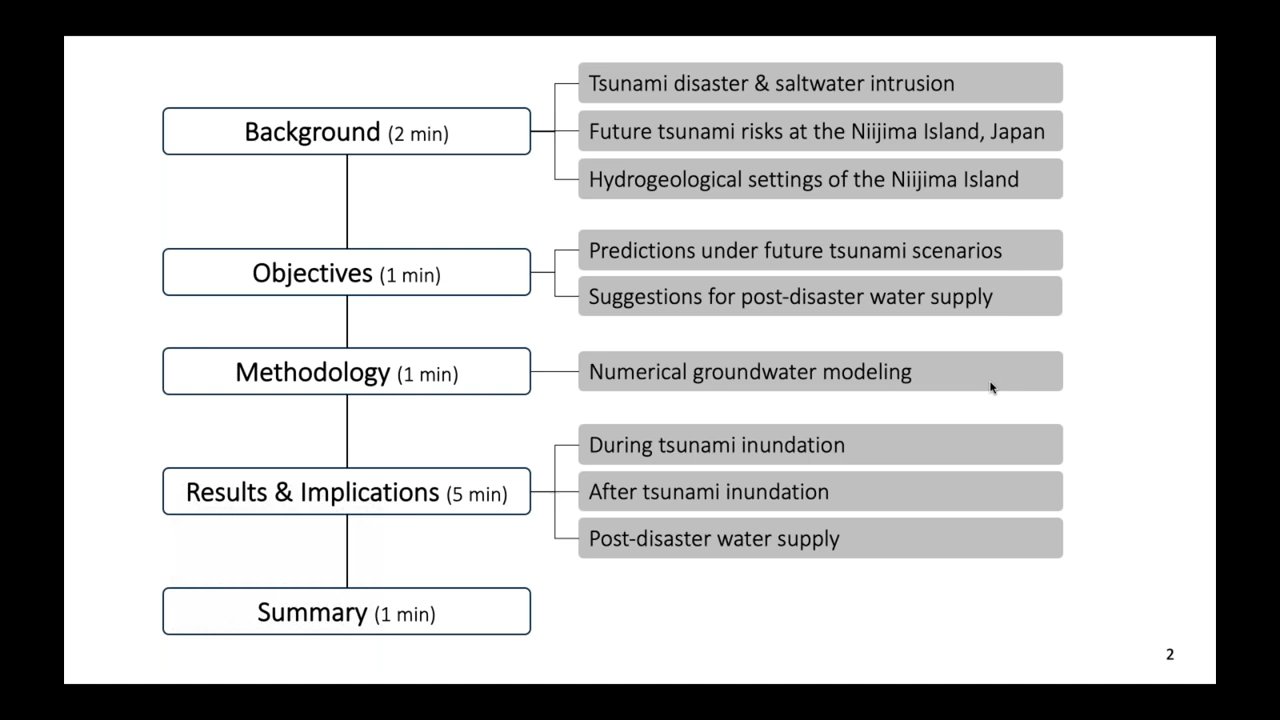 Background (2 min)
Tsunami disaster & saltwater intrusion
Future tsunami risks at the Niijima Island, Japan
Hydrogeological settings of the Niijima Island
Objectives (1 min)
Predictions under future tsunami scenarios
Suggestions for post-disaster water supply
Methodology (1 min)
Numerical groundwater modeling
Results & Implications (5 min)
During tsunami inundation
After tsunami inundation
Post-disaster water supply
Summary (1 min)
2